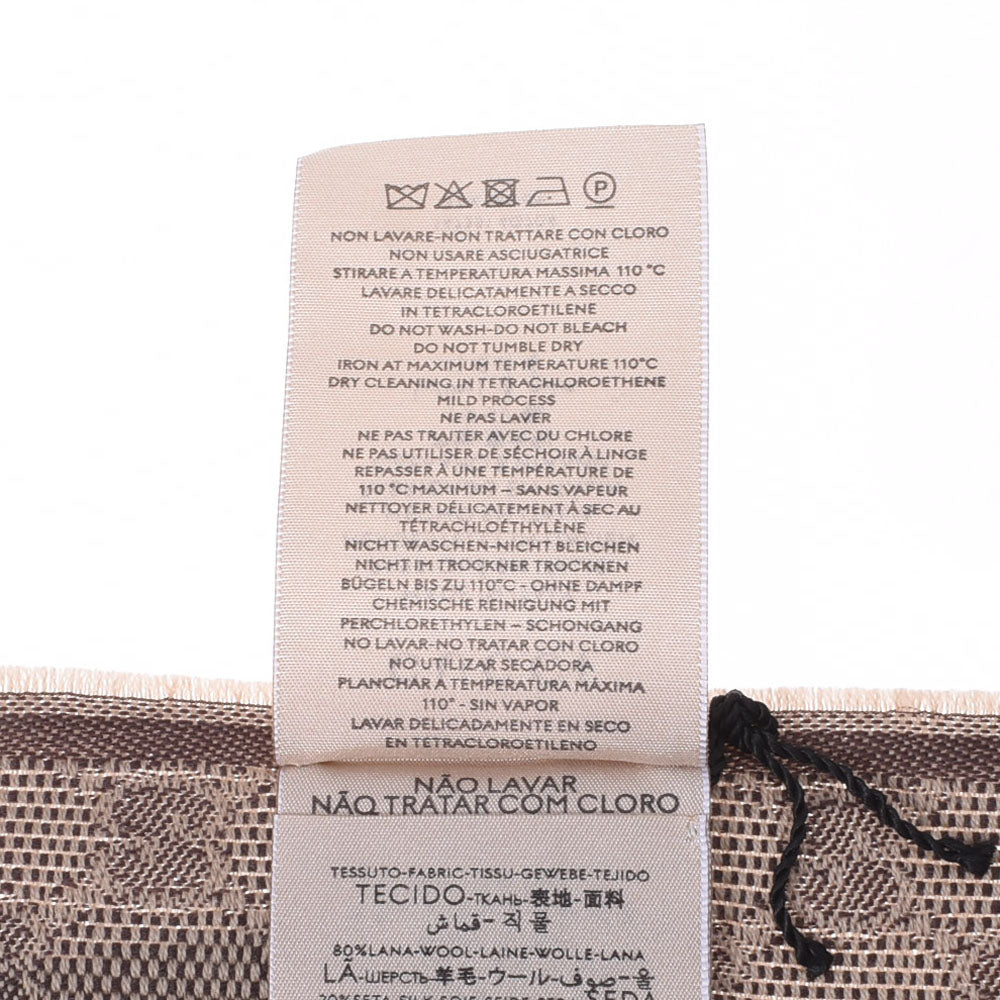 P
NON LAVARE-NON TRATTARE CON CLORO
NON USARE ASCIUGATRICE
STIRARE A TEMPERATURA MASSIMA 110 °C
LAVARE DELICATAMENTE A SECCO
IN TETRACLOROETILENE
DO NOT WASH-DO NOT BLEACH
DO NOT TUMBLE DRY
IRON AT MAXIMUM TEMPERATURE 110°C
DRY CLEANING IN TETRACHLOROETHENE
MILD PROCESS
NE PAS LAVER
NE PAS TRAITER AVEC DU CHLORE
NE PAS UTILISER DE SÉCHOIR À LINGE
REPASSER À UNE TEMPÉRATURE DE
110 °C MAXIMUM – SANS VAPEUR
NETTOYER DÉLICATEMENT À SEC AU
TÉTRACHLOÉTHYLÈNE
NICHT WASCHEN-NICHT BLEICHEN
NICHT IM TROCKNER TROCKNEN
BÜGELN BIS ZU 110°C - OHNE DAMPF
CHEMISCHE REINIGUNG MIT
PERCHLORETHYLEN – SCHONGANG
NO LAVAR-NO TRATAR CON CLORO
NO UTILIZAR SECADORA
PLANCHAR A TEMPERATURA MÁXIMA
110° - SIN VAPOR
LAVAR DELICADAMENTE EN SECO
EN TETRACLOROETILENO
NÃO LAVAR
NÃO TRATAR COM CLORO
TESSUTO-FABRIC-TISSU-GEWEBE-TEJIDO
TECIDO-ТКАНЬ-表地-面料
قماش-직물
80%LANA-WOOL-LAINE-WOLLE-LANA
LÃ-ШЕРСТЬ-羊毛-ウール-صوف-울